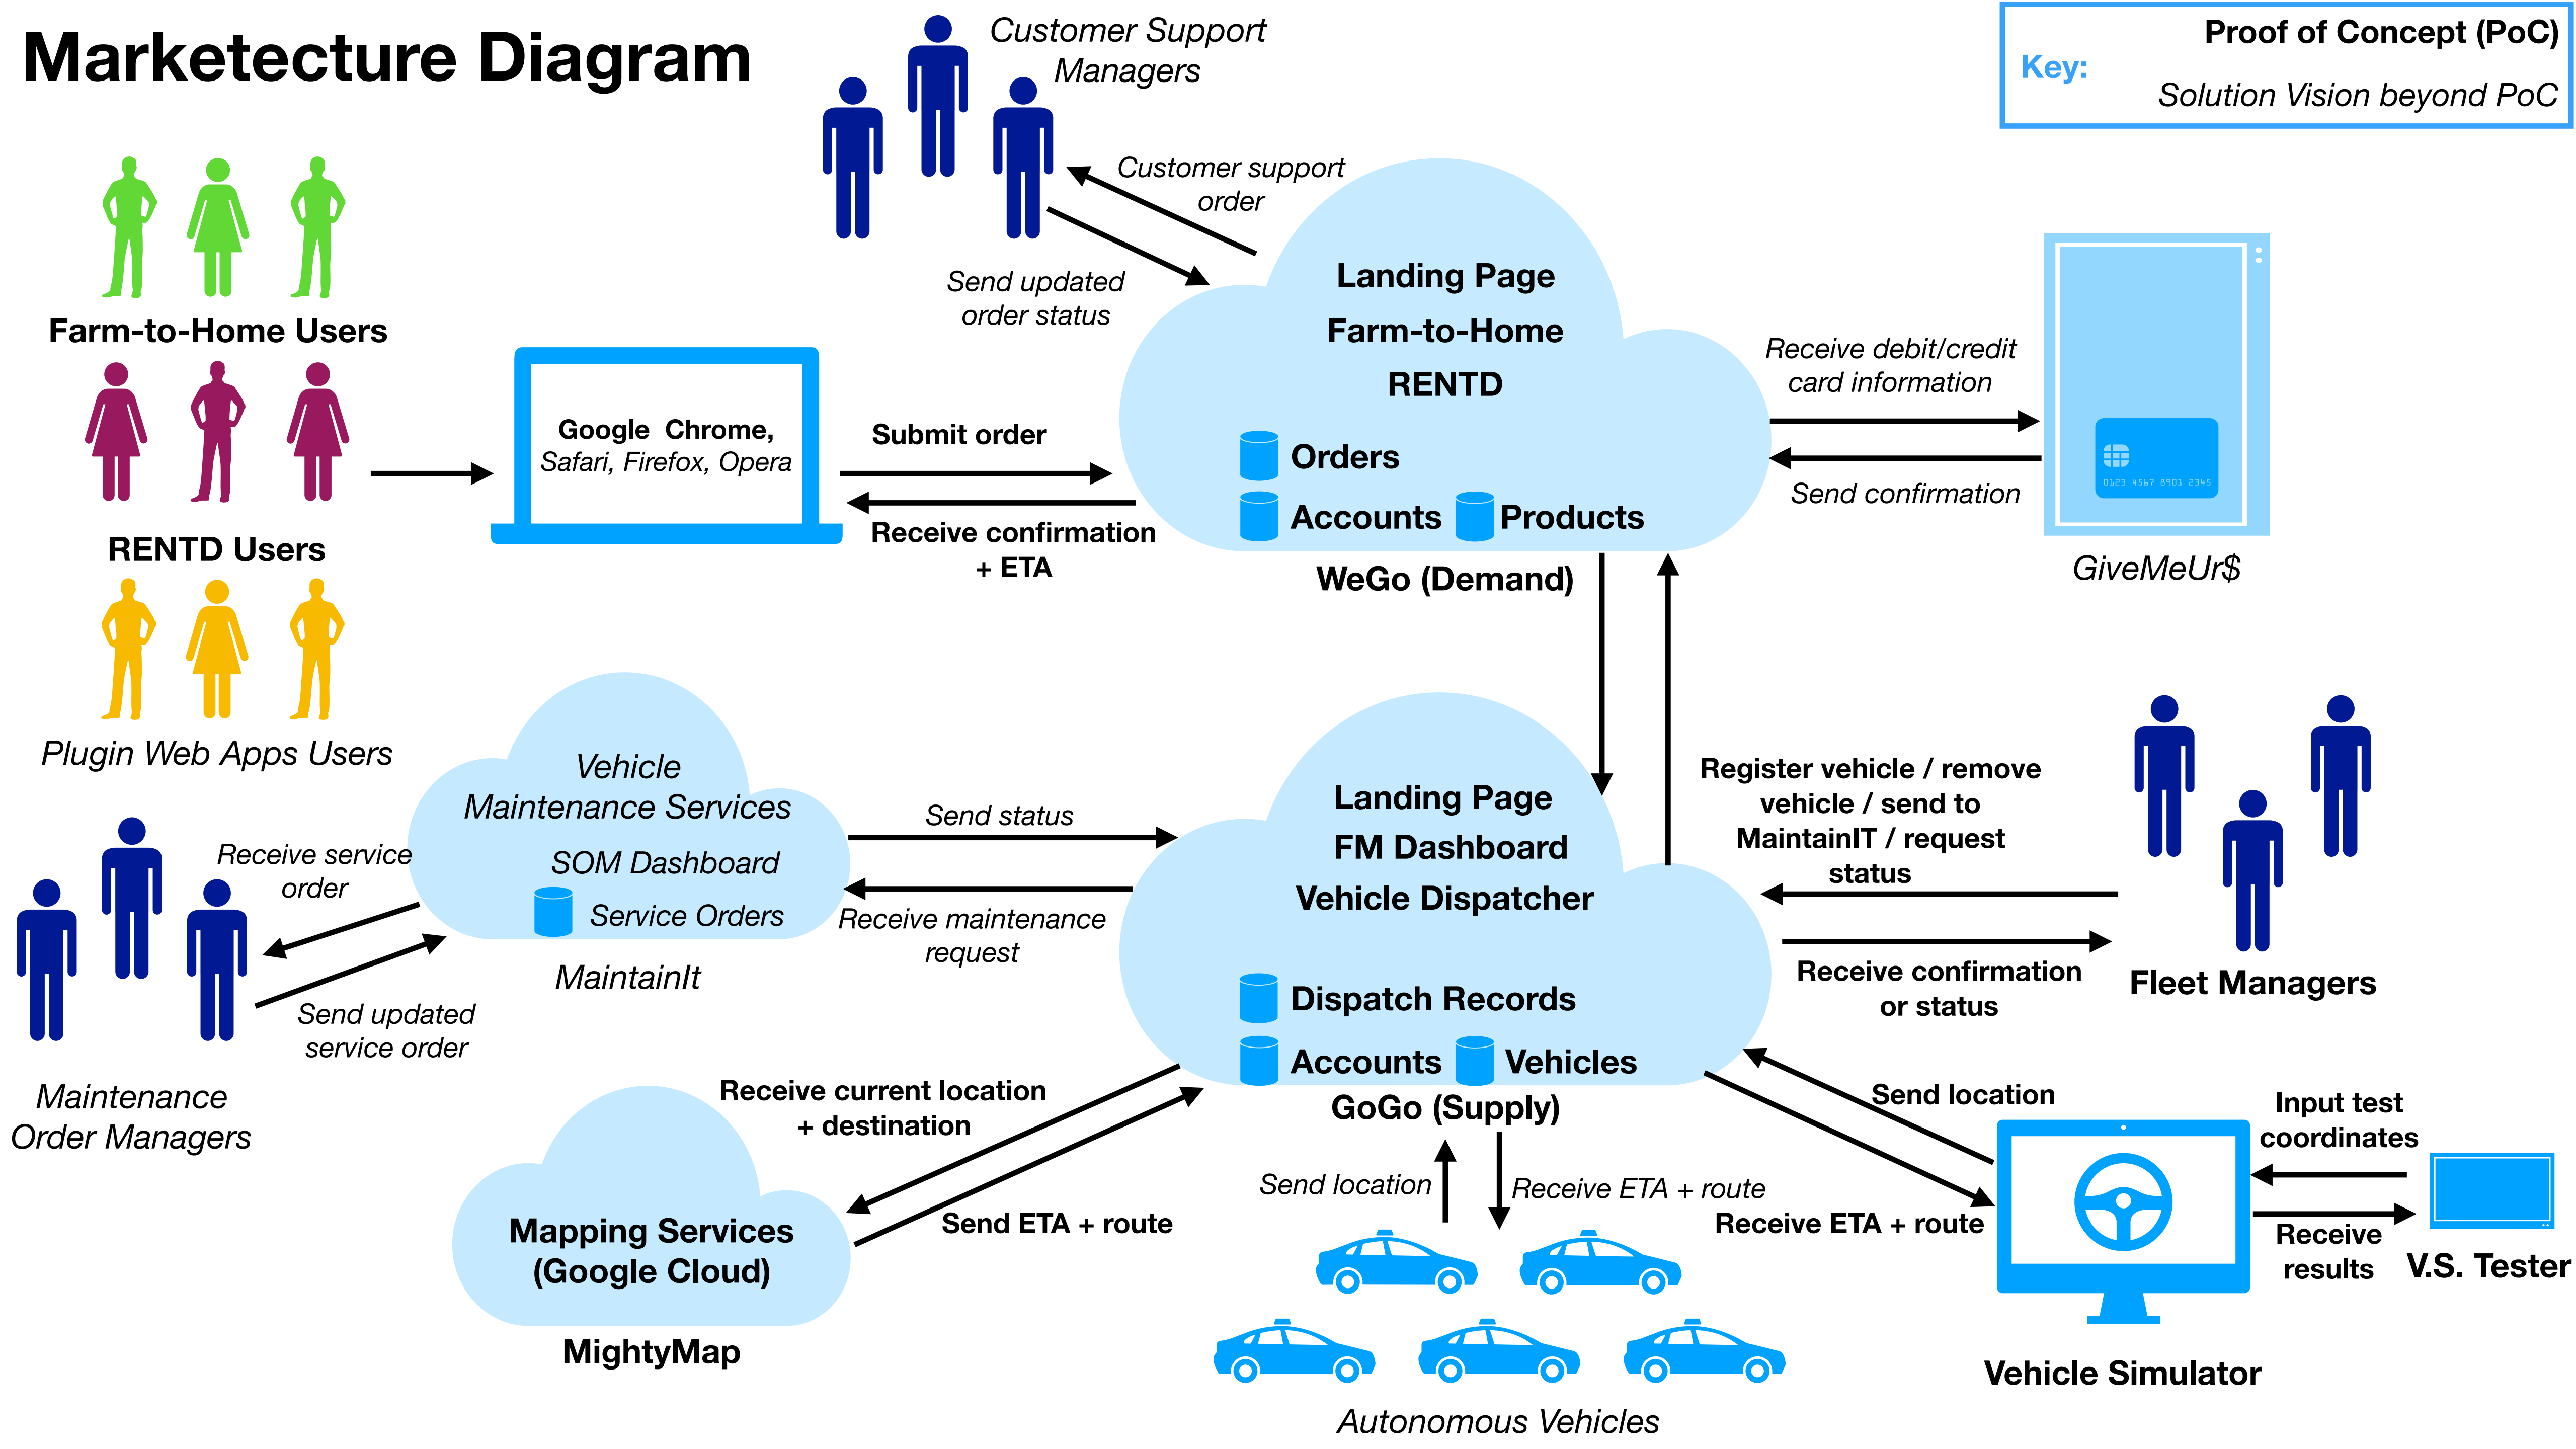 Marketecture Diagram
Customer Support
Managers
Key:
Proof of Concept (PoC)
Solution Vision beyond PoC
Customer support
order
Send updated
order status
Farm-to-Home Users
RENTD Users
Plugin Web Apps Users
Google Chrome,
Safari, Firefox, Opera
Submit order
Receive confirmation
+ ETA
Landing Page
Farm-to-Home
RENTD
Orders
Accounts
Products
WeGo (Demand)
Receive debit/credit
card information
Send confirmation
0123 4567 8901 2345
GiveMeUr$
Vehicle
Maintenance Services
SOM Dashboard
Service Orders
MaintainIt
Receive service
order
Send updated
service order
Maintenance
Order Managers
Send status
Receive maintenance
request
Landing Page
FM Dashboard
Vehicle Dispatcher
Dispatch Records
Accounts
Vehicles
GoGo (Supply)
Register vehicle / remove
vehicle / send to
MaintainIT / request
status
Receive confirmation
or status
Fleet Managers
Receive current location
+ destination
Send ETA + route
Mapping Services
(Google Cloud)
MightyMap
Send location
Receive ETA + route
Autonomous Vehicles
Send location
Receive ETA + route
Vehicle Simulator
Input test
coordinates
Receive
results
V.S. Tester